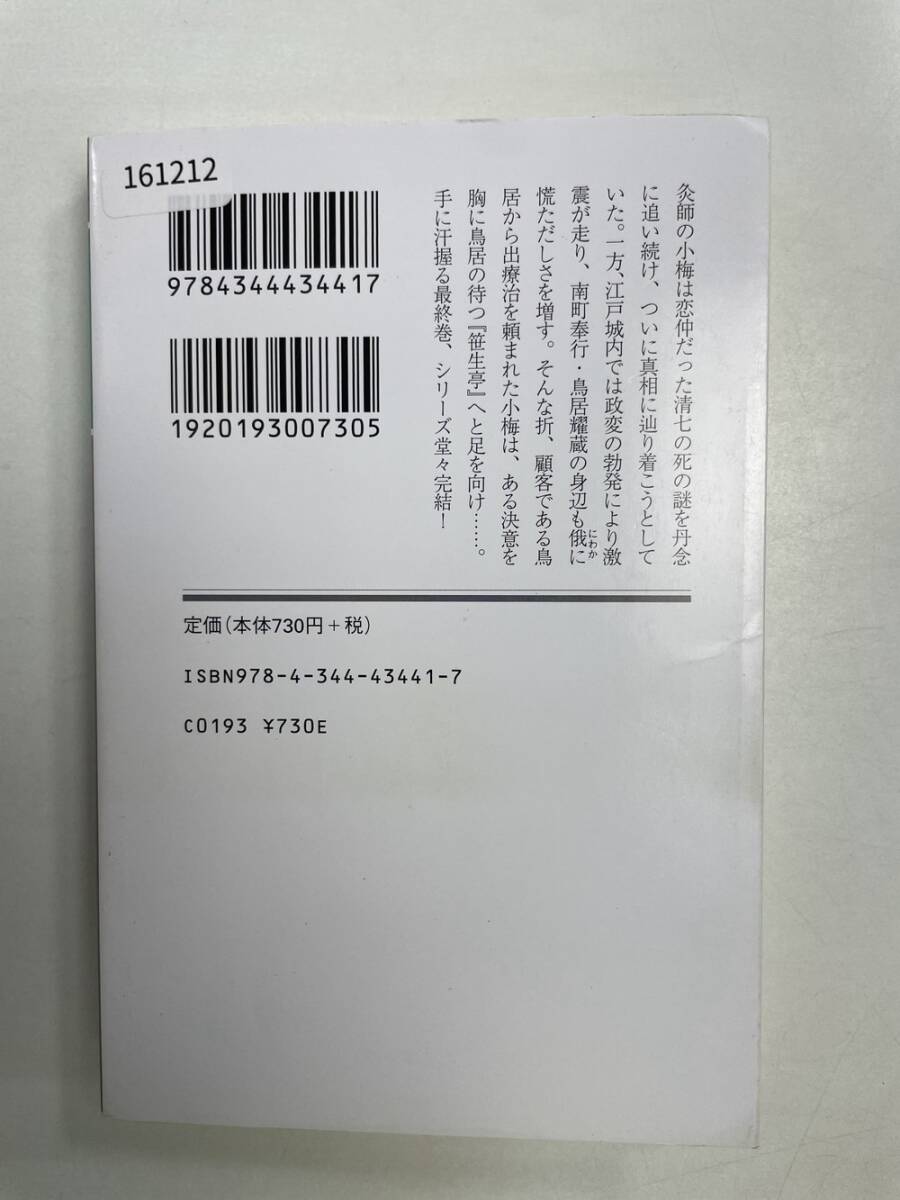 161212
9784344434417
1920193007305
灸師の小梅は恋仲だった清七の死の謎を丹念
に追い続け、ついに真相に辿り着こうとして
いた。一方、江戸城内では政変の勃発により激
震が走り、南町奉行・鳥居耀蔵の身辺も俄に
にわか
慌ただしさを増す。そんな折、顧客である鳥
居から出療治を頼まれた小梅は、ある決意を
胸に鳥居の待つ『笹生亭』へと足を向け……。
手に汗握る最終巻、シリーズ堂々完結！
定価（本体730円＋税）
ISBN978-4-344-43441-7
C0193 ¥730E